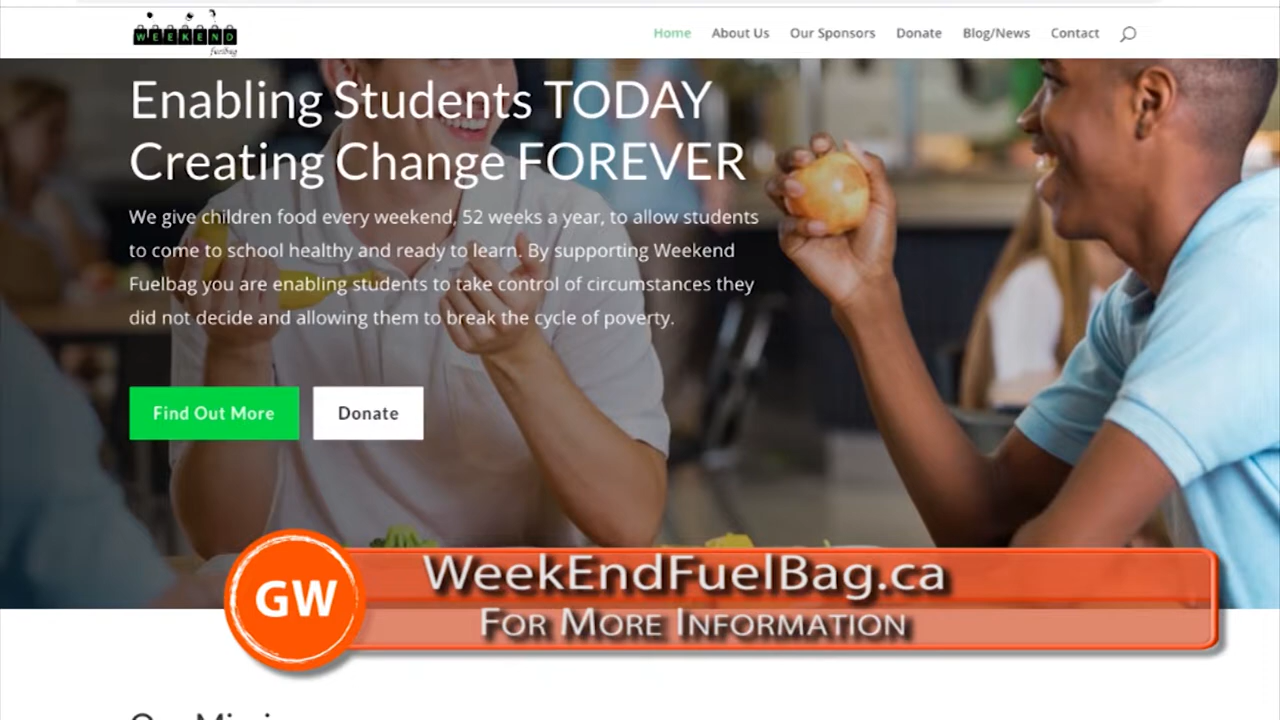 WEEKEND
fuelbag
Home About Us Our Sponsors Donate Blog/News Contact
Enabling Students TODAY
Creating Change FOREVER
We give children food every weekend, 52 weeks a year, to allow students
to come to school healthy and ready to learn. By supporting Weekend
Fuelbag you are enabling students to take control of circumstances they
did not decide and allowing them to break the cycle of poverty.
Find Out More Donate
GW
WeekEndFuelBag.ca
For More Information